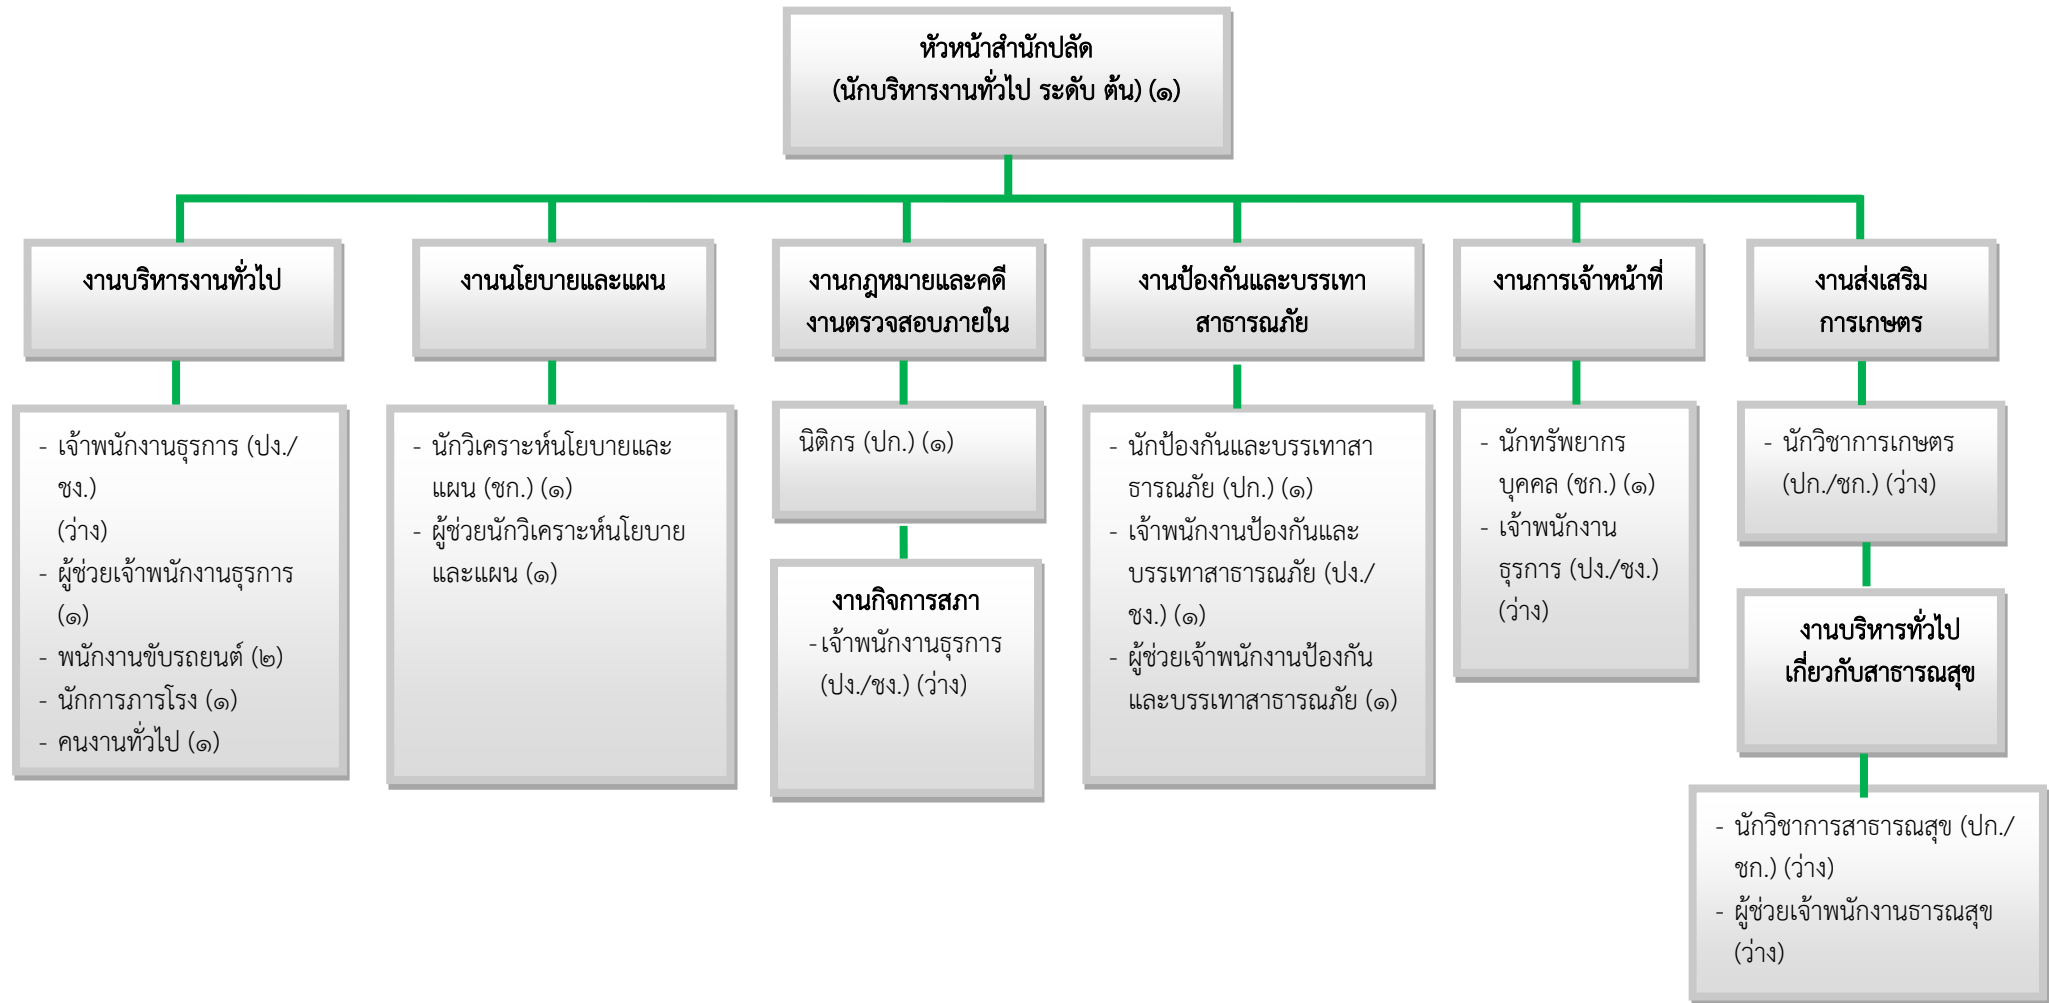 หัวหน้าสำนักปลัด
(นักบริหารงานทั่วไป ระดับ ต้น) (๑)
งานบริหารงานทั่วไป
- เจ้าพนักงานธุรการ (ปง./
ชง.)
(ว่าง)
- ผู้ช่วยเจ้าพนักงานธุรการ
(๑)
- พนักงานขับรถยนต์ (๒)
- นักการภารโรง (๑)
- คนงานทั่วไป (๑)
งานนโยบายและแผน
- นักวิเคราะห์นโยบายและ
แผน (ชก.) (๑)
- ผู้ช่วยนักวิเคราะห์นโยบาย
และแผน (๑)
งานกฎหมายและคดี
งานตรวจสอบภายใน
นิติกร (ปก.) (๑)
งานกิจการสภา
- เจ้าพนักงานธุรการ
(ปง./ชง.) (ว่าง)
งานป้องกันและบรรเทา
สาธารณภัย
- นักป้องกันและบรรเทาสา
ธารณภัย (ปก.) (๑)
- เจ้าพนักงานป้องกันและ
บรรเทาสาธารณภัย (ปง./
ชง.) (๑)
- ผู้ช่วยเจ้าพนักงานป้องกัน
และบรรเทาสาธารณภัย (๑)
งานการเจ้าหน้าที่
- นักทรัพยากร
บุคคล (ชก.) (๑)
- เจ้าพนักงาน
ธุรการ (ปง./ชง.)
(ว่าง)
งานส่งเสริม
การเกษตร
- นักวิชาการเกษตร
(ปก./ชก.) (ว่าง)
งานบริหารทั่วไป
เกี่ยวกับสาธารณสุข
- นักวิชาการสาธารณสุข (ปก./
ชก.) (ว่าง)
- ผู้ช่วยเจ้าพนักงานธารณสุข
(ว่าง)